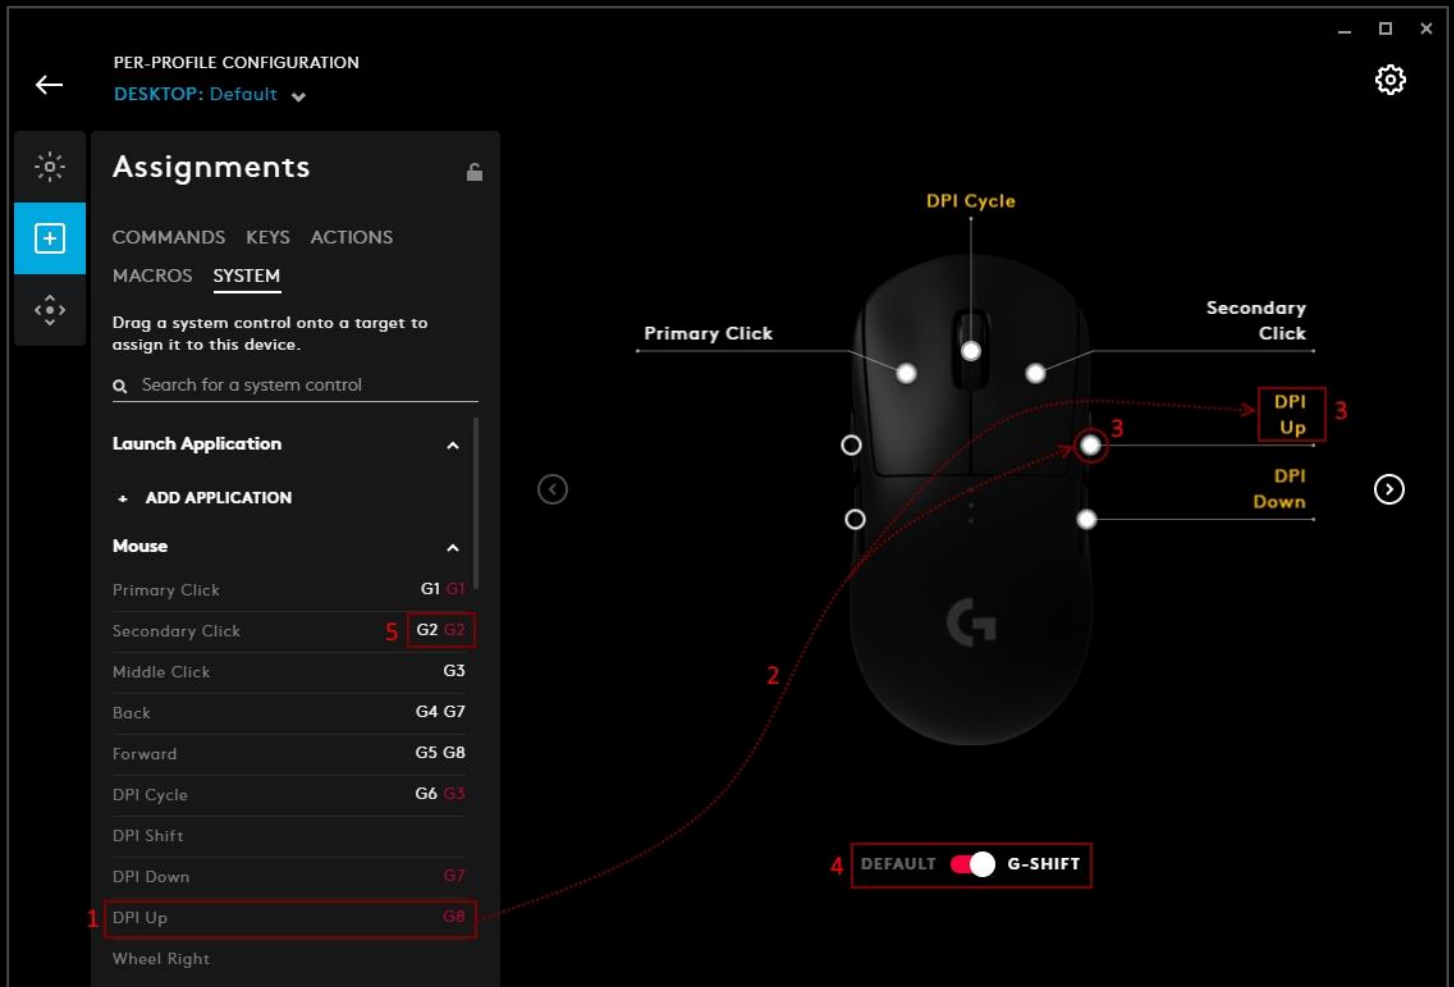 PER-PROFILE CONFIGURATION
DESKTOP: Default
Assignments
COMMANDS KEYS ACTIONS
MACROS SYSTEM
Drag a system control onto a target to
assign it to this device.
Search for a system control
Launch Application
+ ADD APPLICATION
Mouse
Primary Click G1 G1
Secondary Click 5 G2 G2
Middle Click G3
Back G4 G7
Forward G5 G8
DPI Cycle G6 G3
DPI Shift
DPI Down G7
1 DPI Up G8
Wheel Right
DPI Cycle
Primary Click
Secondary
Click
DPI
Up
3
3
DPI
Down
2
G
4 DEFAULT G-SHIFT